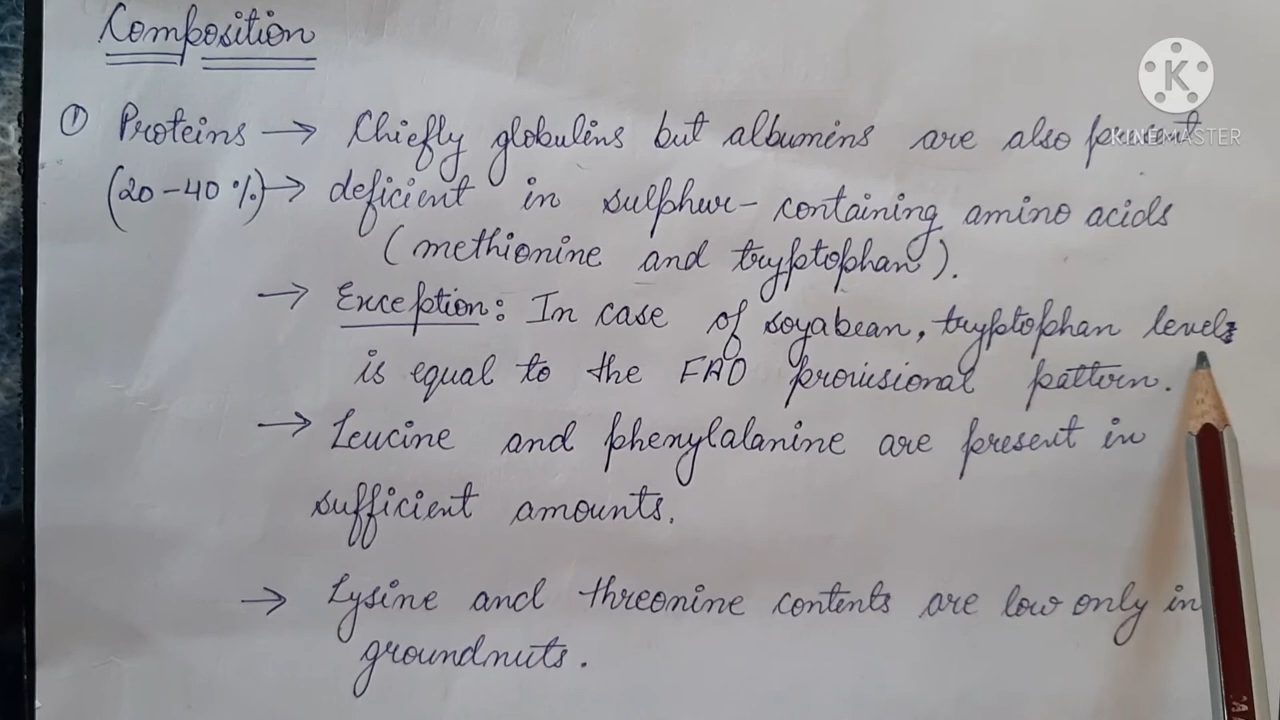 Composition
① Proteins → Chiefly globulins but albumins are also present
(20-40%) → deficient in sulphur-containing amino acids
(methionine and tryptophan).
→ Exception: In case of soyabean, tryptophan levels
is equal to the FAO provisional pattern.
→ Leucine and phenylalanine are present in
sufficient amounts.
→ Lysine and threonine contents are low only in
groundnuts.
K
KINEMASTER